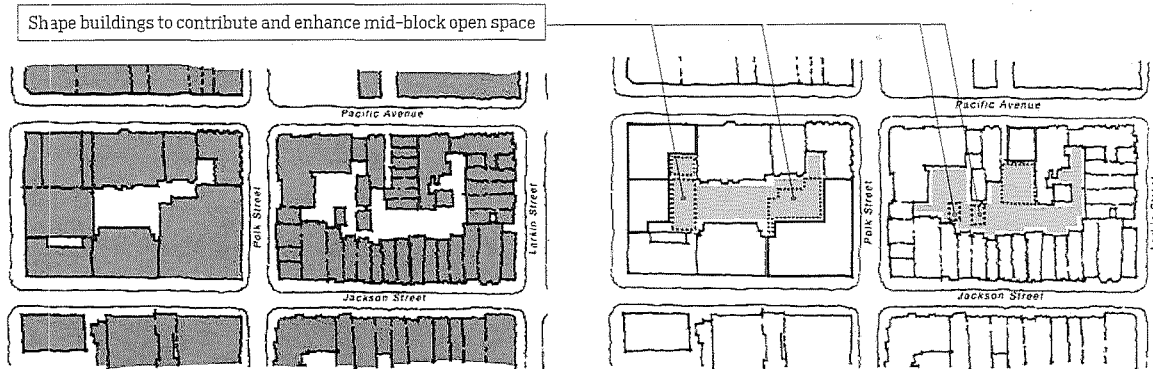 Shape buildings to contribute and enhance mid-block open space
Pacific Avenue
Polk Street
Larkin Street
Jackson Street
Pacific Avenue
Polk Street
Jackson Street